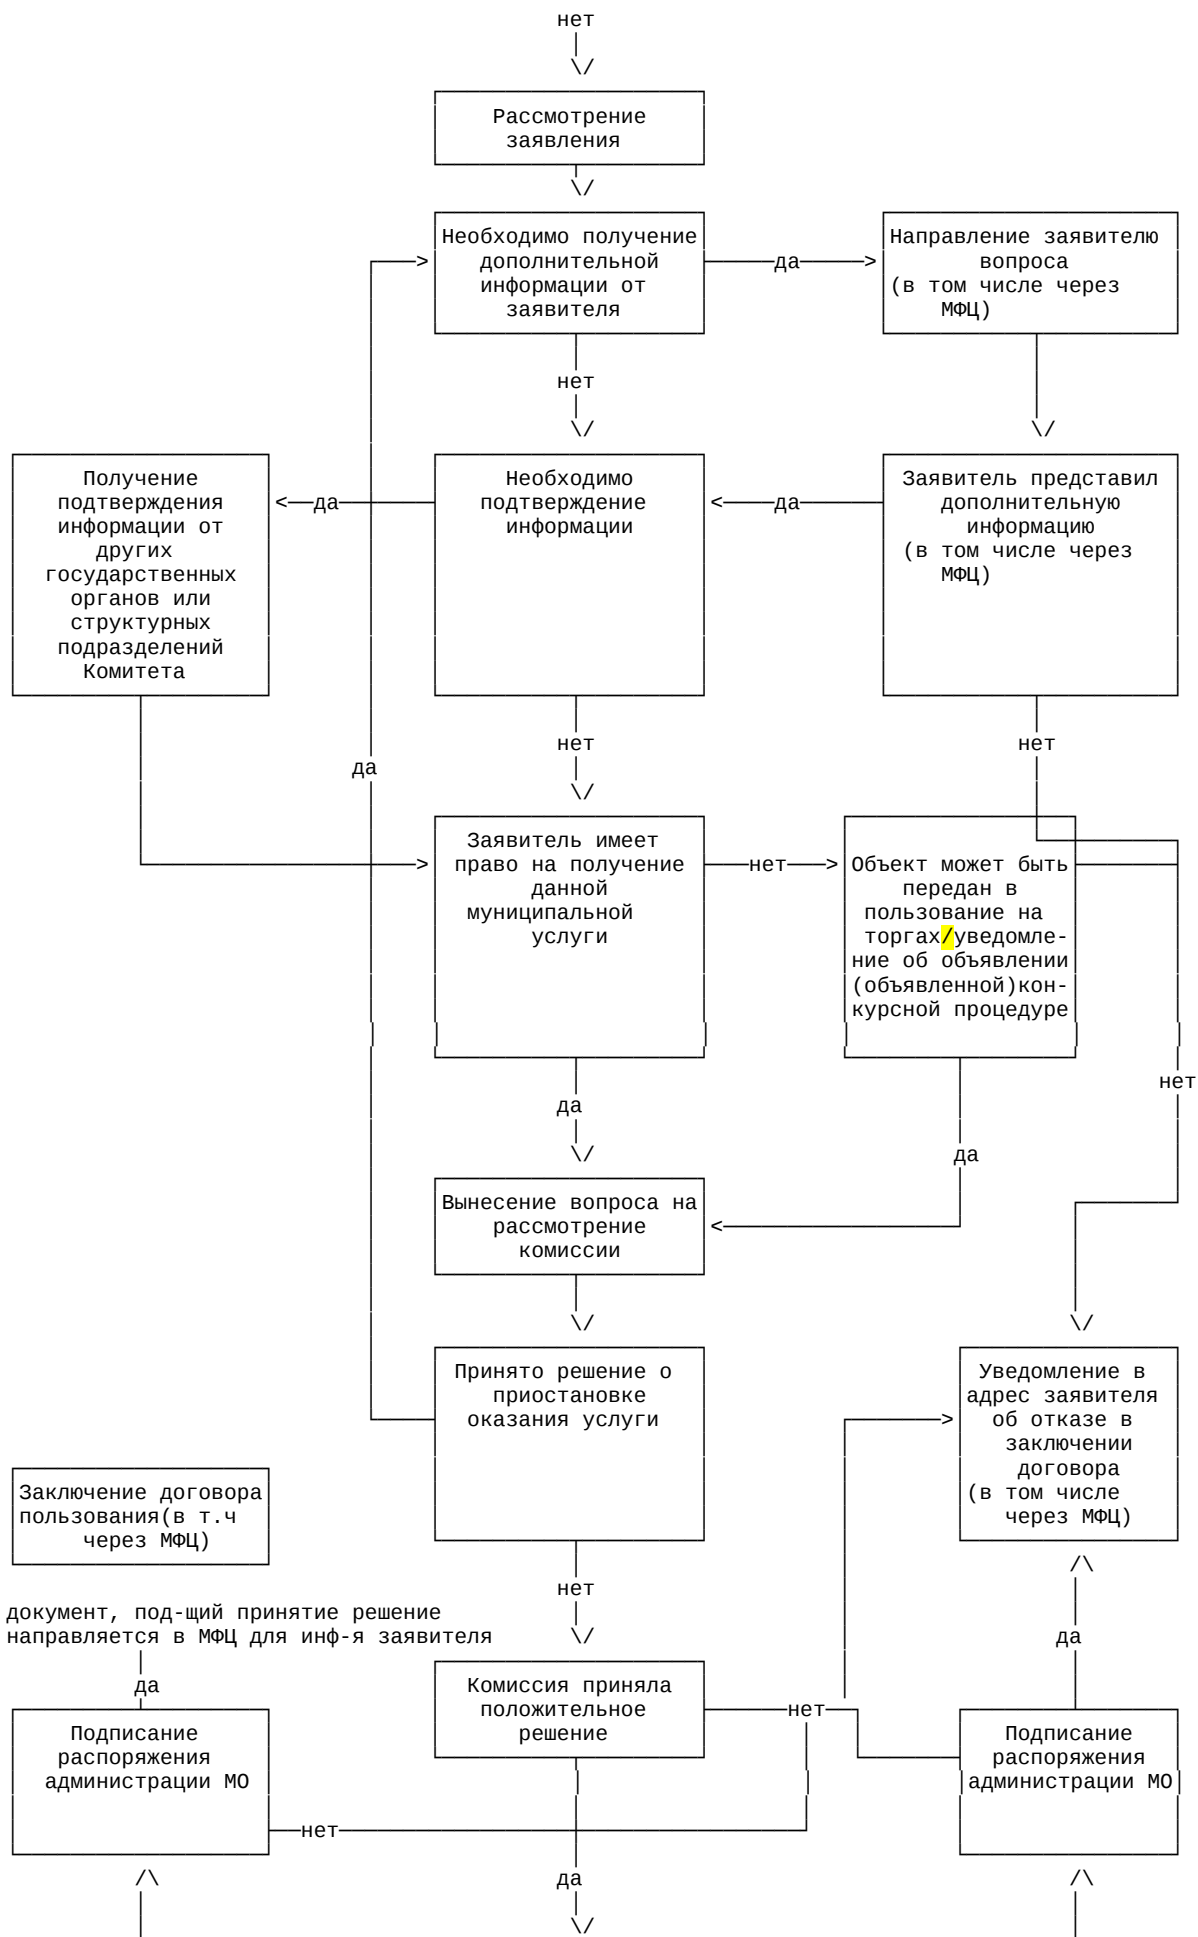 нет
Рассмотрение
заявления
Необходимо получение
дополнительной
информации от
заявителя
да
Направление заявителю
вопроса
(в том числе через
МФЦ)
нет
Получение
подтверждения
информации от
других
государственных
органов или
структурных
подразделений
Комитета
да
Необходимо
подтверждение
информации
да
Заявитель представил
дополнительную
информацию
(в том числе через
МФЦ)
нет
нет
да
Заявитель имеет
право на получение
данной
муниципальной
услуги
нет
Объект может быть
передан в
пользование на
торгах/уведомле-
ние об объявлении
(объявленной)кон-
курсной процедуре
нет
да
да
Вынесение вопроса на
рассмотрение
комиссии
Принято решение о
приостановке
оказания услуги
Уведомление в
адрес заявителя
об отказе в
заключении
договора
(в том числе
через МФЦ)
Заключение договора
пользования(в т.ч
через МФЦ)
нет
документ, под-щий принятие решение
направляется в МФЦ для инф-я заявителя
да
да
Комиссия приняла
положительное
решение
нет
Подписание
распоряжения
администрации МО
Подписание
распоряжения
администрации МО
нет
да